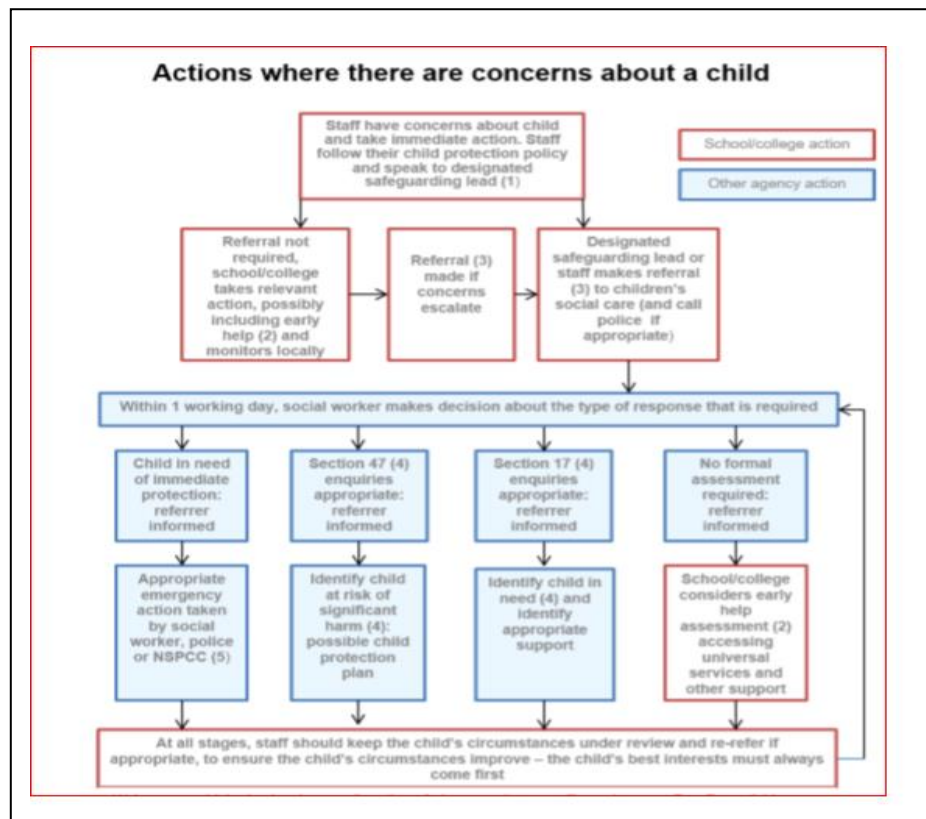 Actions where there are concerns about a child
Staff have concerns about child
and take immediate action. Staff
follow their child protection policy
and speak to designated
safeguarding lead (1)
School/college action
Other agency action
Referral not
required,
school/college
takes relevant
action, possibly
including early
help (2) and
monitors locally
Referral (3)
made if
concerns
escalate
Designated
safeguarding lead or
staff makes referral
(3) to children's
social care (and call
police if
appropriate)
Within 1 working day, social worker makes decision about the type of response that is required
Child in need
of immediate
protection:
referrer
informed
Section 47 (4)
enquiries
appropriate:
referrer
informed
Section 17 (4)
enquiries
appropriate:
referrer
informed
No formal
assessment
required:
referrer
informed
Appropriate
emergency
action taken
by social
worker, police
or NSPCC (5)
Identify child
at risk of
significant
harm (4):
possible child
protection
plan
Identify child in
need (4) and
identify
appropriate
support
School/college
considers early
help
assessment (2)
accessing
universal
services and
other support
At all stages, staff should keep the child's circumstances under review and re-refer if
appropriate, to ensure the child's circumstances improve – the child's best interests must always
come first